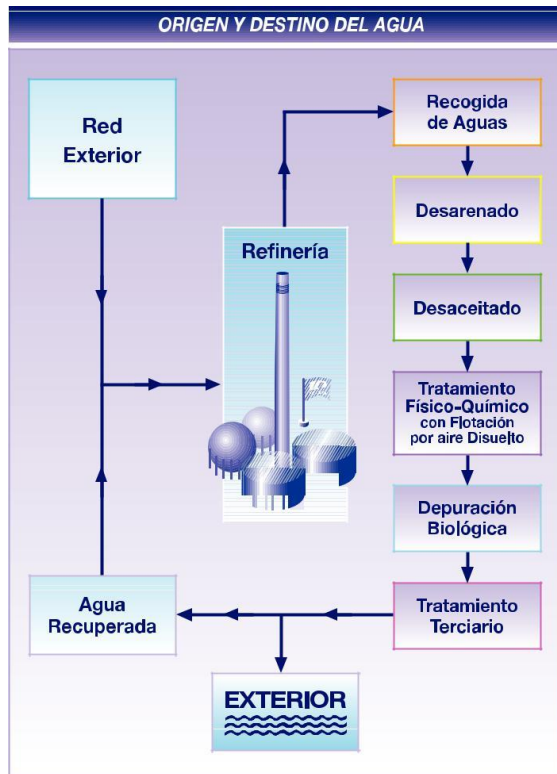 ORIGEN Y DESTINO DEL AGUA
Red
Exterior
Refinería
Recogida
de Aguas
Desarenado
Desaceitado
Tratamiento
Físico-Químico
con Flotación
por aire Disuelto
Depuración
Biológica
Tratamiento
Terciario
Agua
Recuperada
EXTERIOR